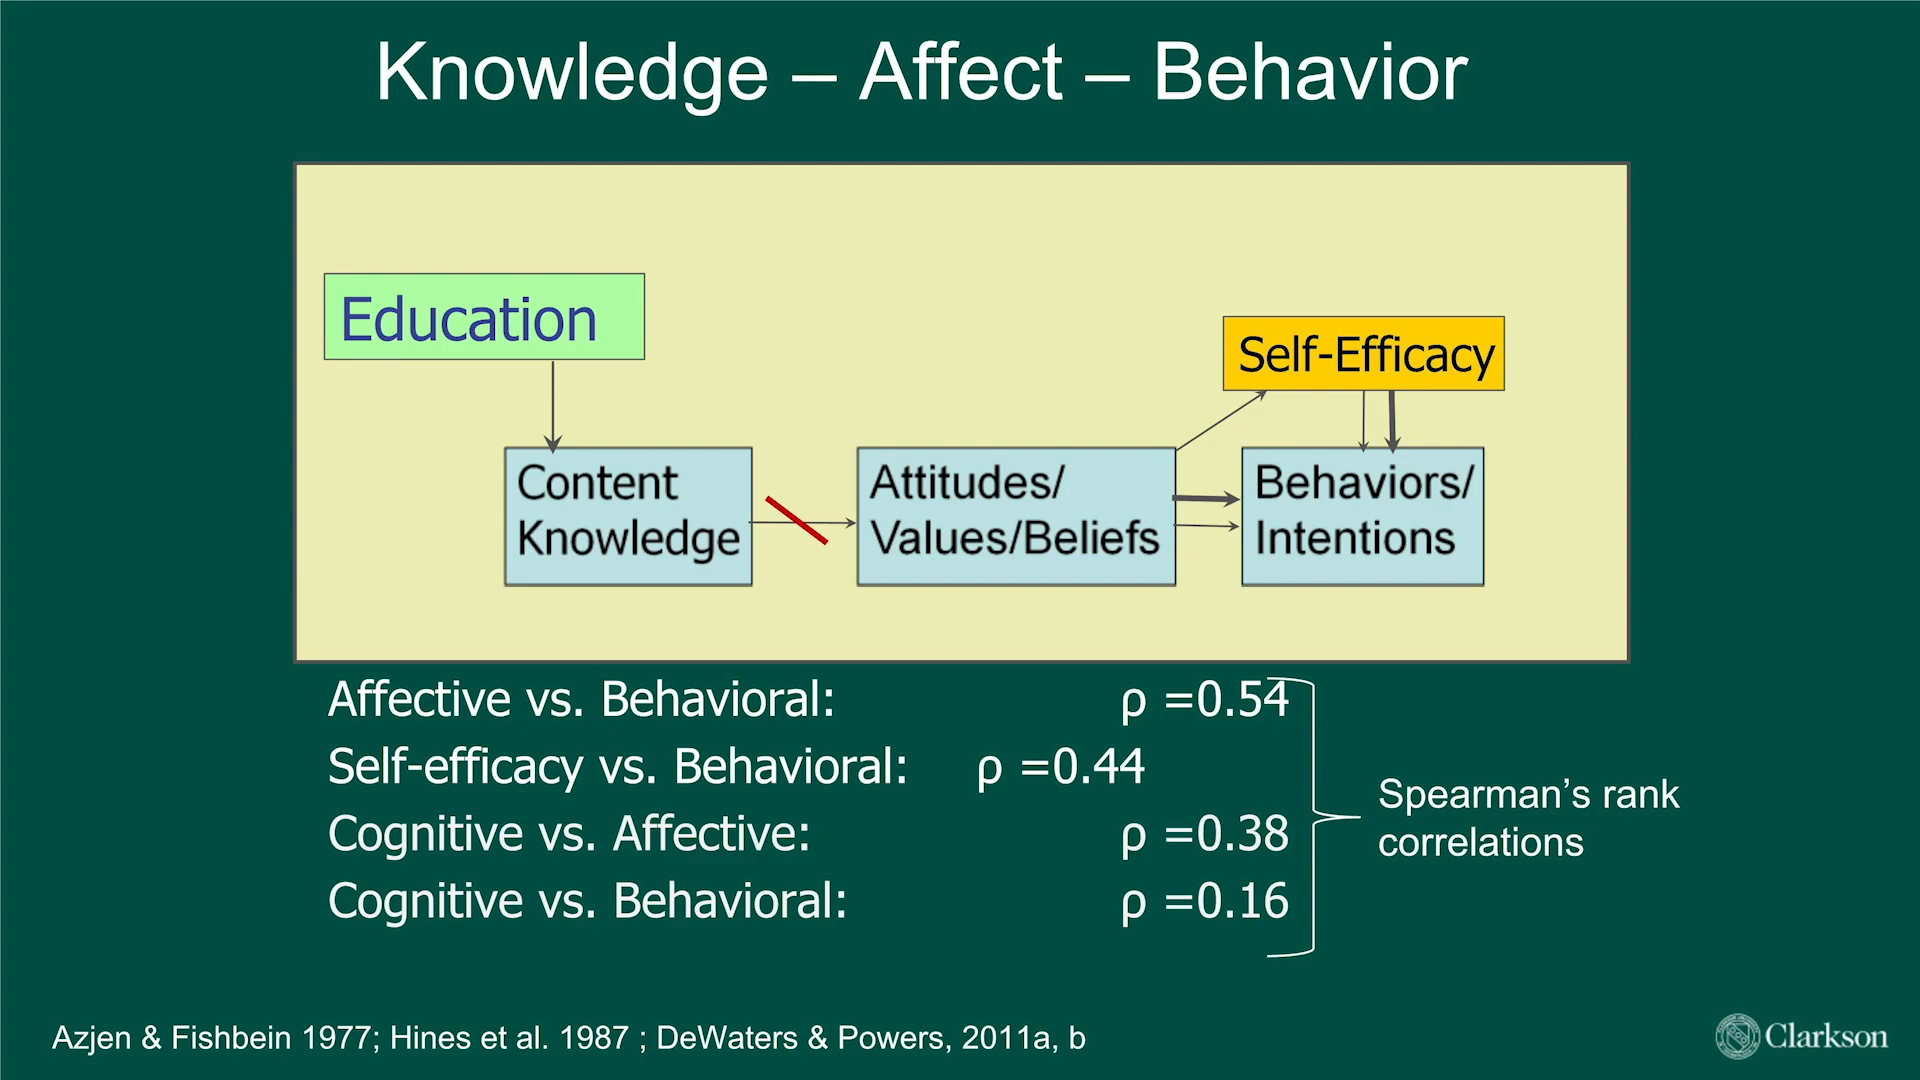 Knowledge – Affect – Behavior
Education
Self-Efficacy
Content
Knowledge
Attitudes/
Values/Beliefs
Behaviors/
Intentions
Affective vs. Behavioral: ρ =0.54
Self-efficacy vs. Behavioral: ρ =0.44
Cognitive vs. Affective: ρ =0.38
Cognitive vs. Behavioral: ρ =0.16
Spearman’s rank
correlations
Azjen & Fishbein 1977; Hines et al. 1987 ; DeWaters & Powers, 2011a, b
Clarkson